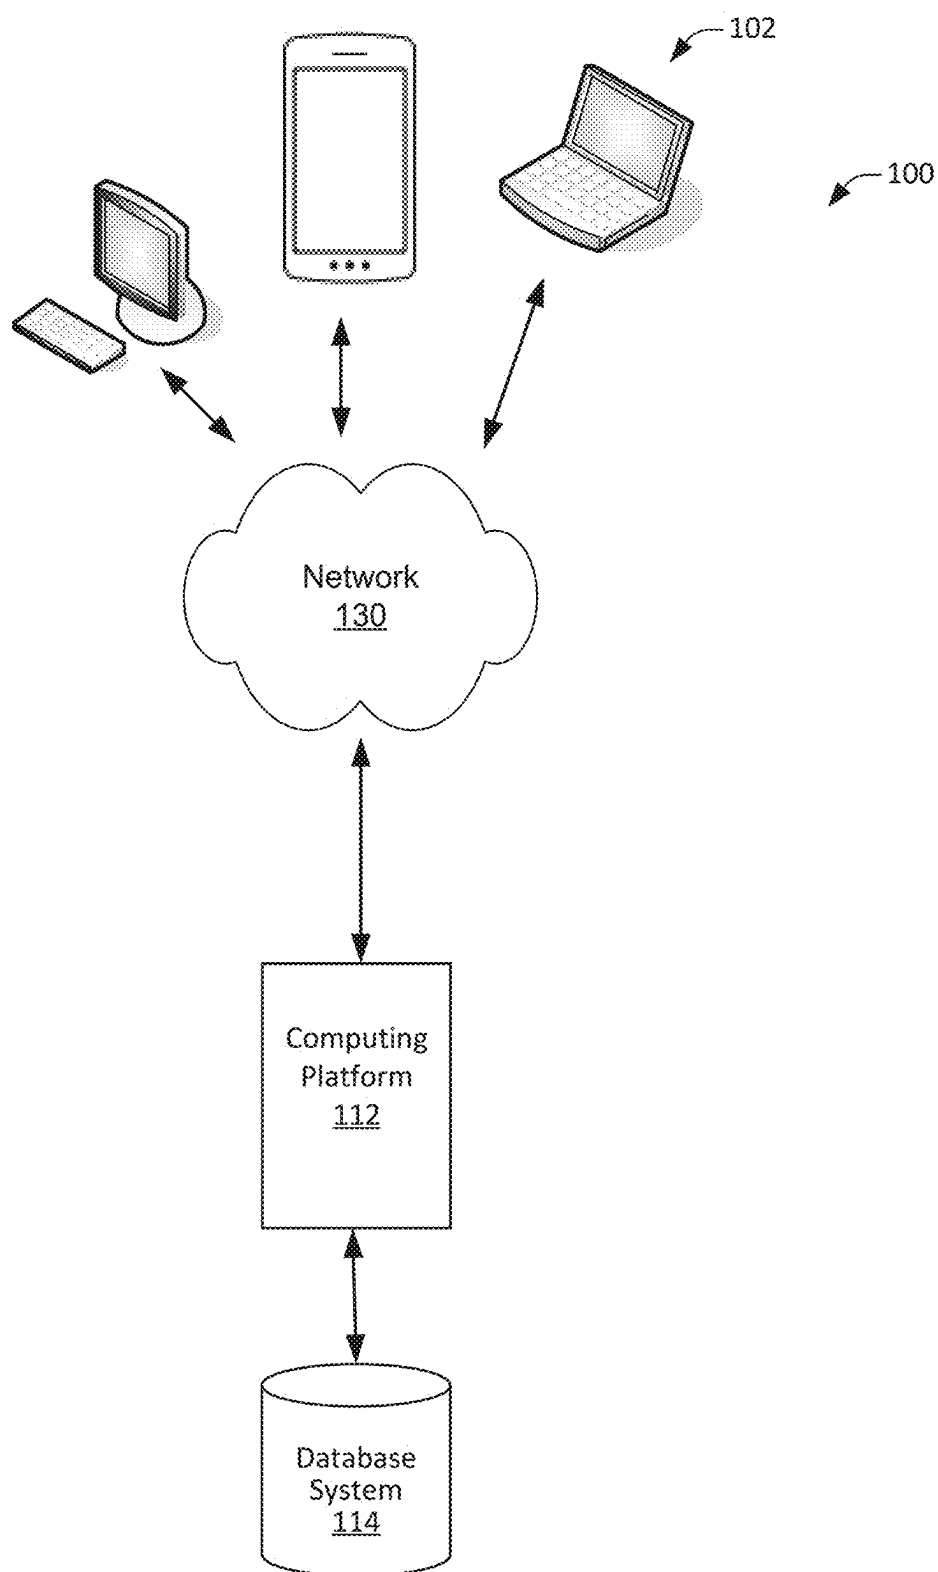 102
100
Network
130
Computing
Platform
112
Database
System
114